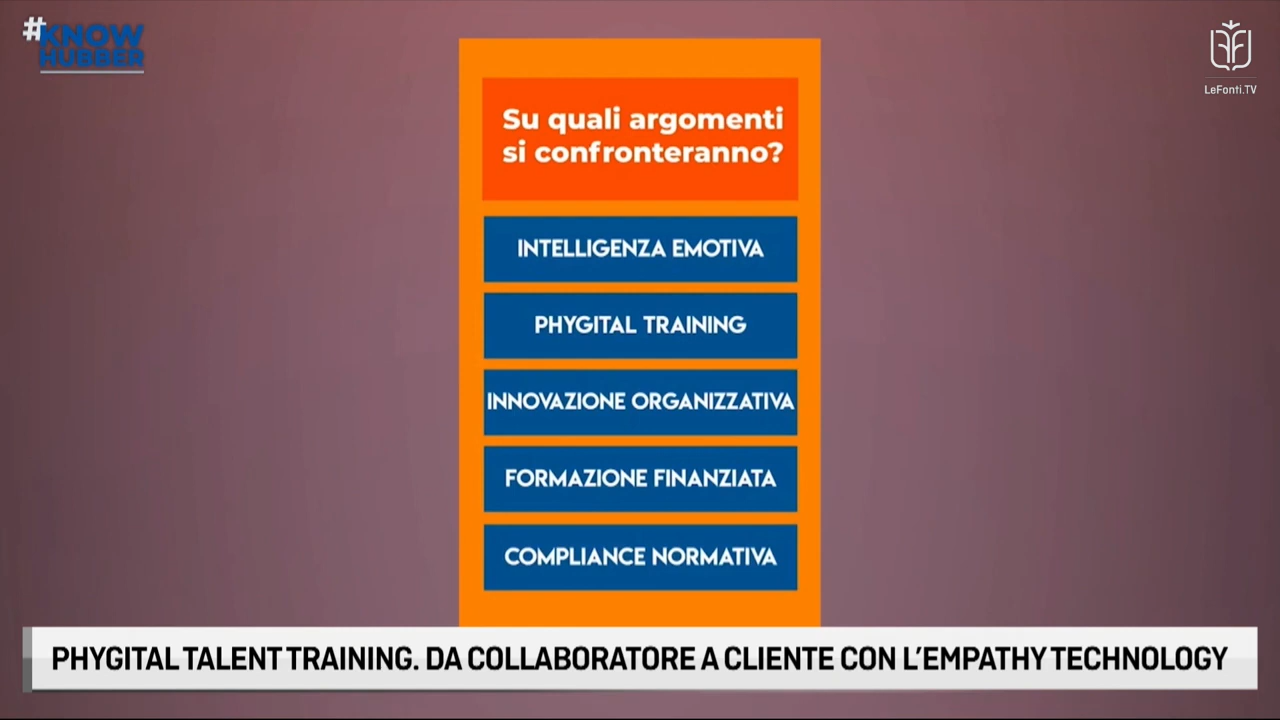 #KNOW
HUBBER
LeFonti.TV
Su quali argomenti
si confronteranno?
INTELLIGENZA EMOTIVA
PHYGITAL TRAINING
INNOVAZIONE ORGANIZZATIVA
FORMAZIONE FINANZIATA
COMPLIANCE NORMATIVA
PHYGITAL TALENT TRAINING. DA COLLABORATORE A CLIENTE CON L'EMPATHY TECHNOLOGY